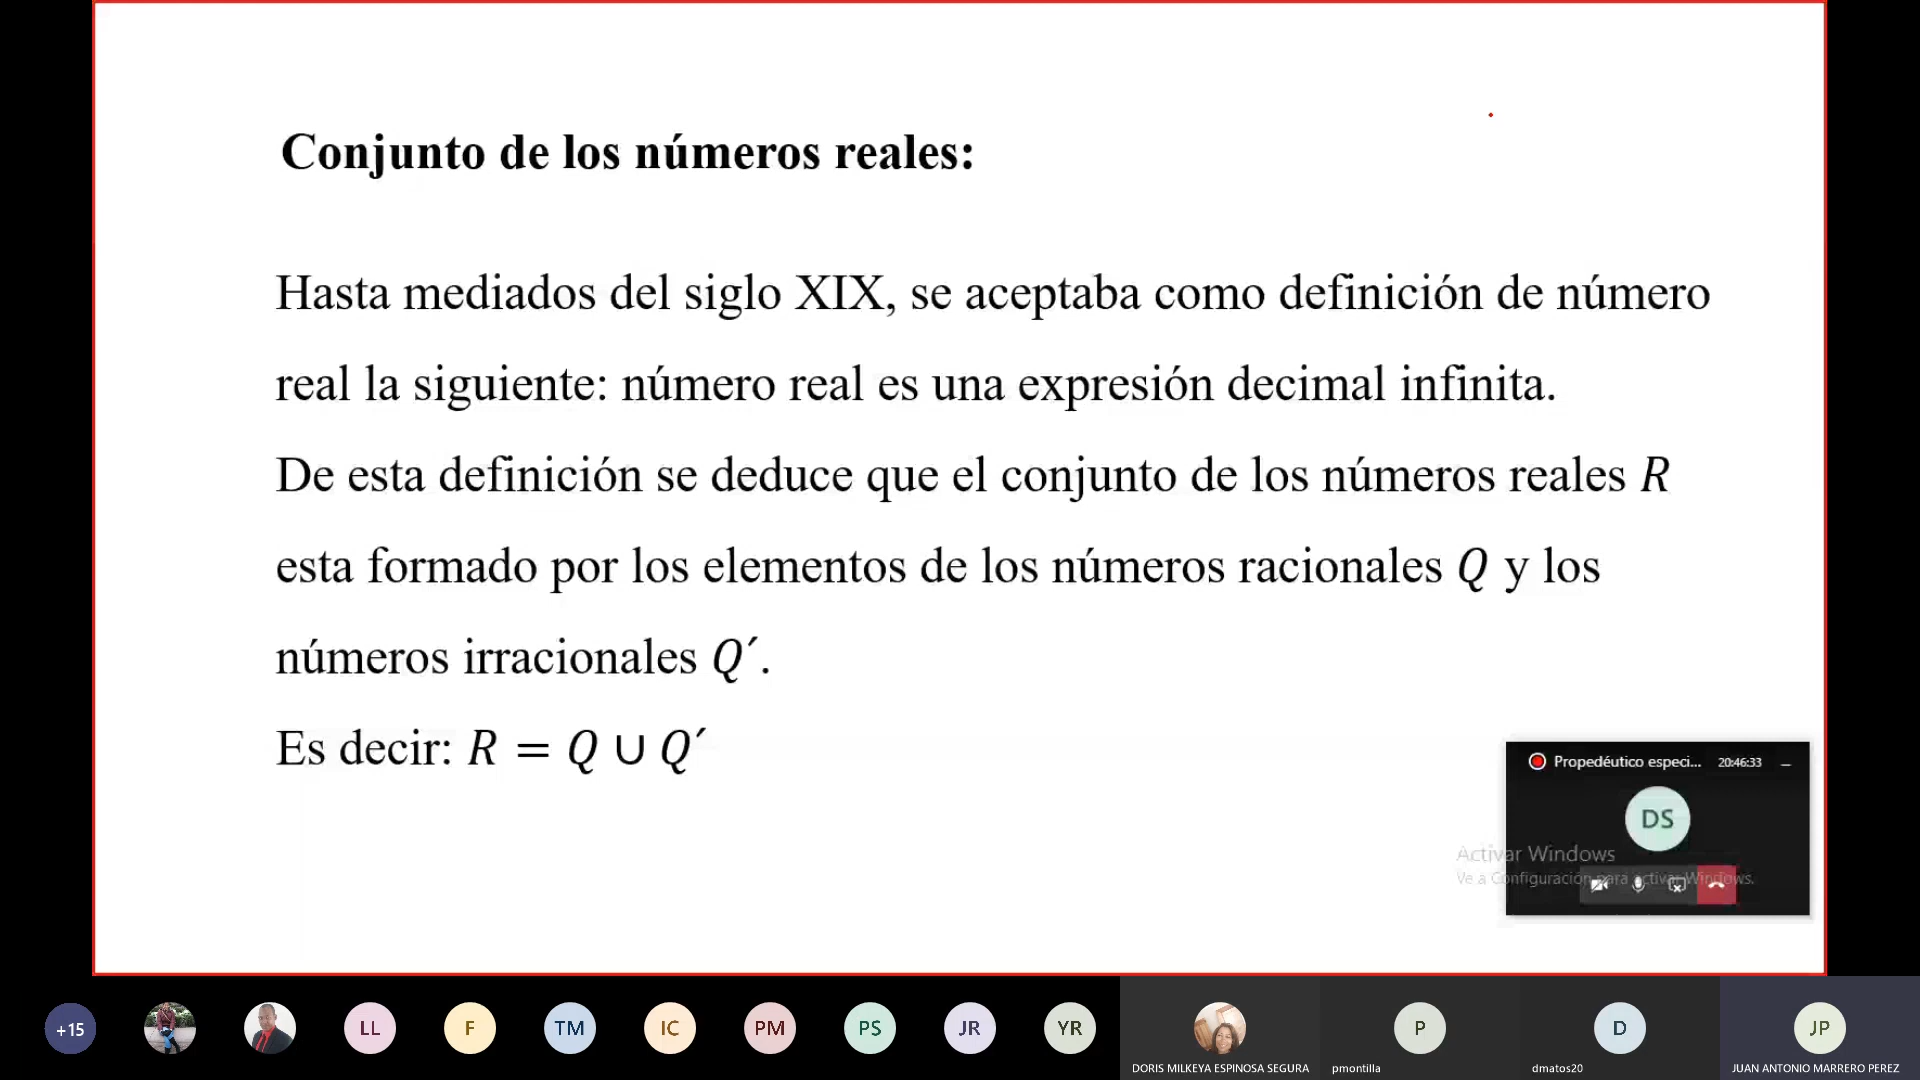 Conjunto de los números reales:
Hasta mediados del siglo XIX, se aceptaba como definición de número
real la siguiente: número real es una expresión decimal infinita.
De esta definición se deduce que el conjunto de los números reales R
esta formado por los elementos de los números racionales Q y los
números irracionales Q´.
Es decir: R = Q ∪ Q´
Propedéutico especi... 20:46:33
DS
Activar Windows
Ve a Configuración para activar Windows.
+15
LL
F
TM
IC
PM
PS
JR
YR
P
D
JP
DORIS MILKEYA ESPINOSA SEGURA
pmontilla
dmatos20
JUAN ANTONIO MARRERO PEREZ